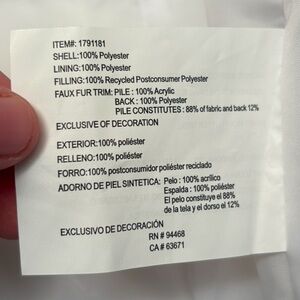 ITEM#: 1791181
SHELL:100% Polyester
LINING:100% Polyester
FILLING:100% Recycled Postconsumer Polyester
FAUX FUR TRIM: PILE : 100% Acrylic
BACK : 100% Polyester
PILE CONSTITUTES : 88% of fabric and back 12%
EXCLUSIVE OF DECORATION
EXTERIOR:100% poliéster
RELLENO:100% poliéster
FORRO:100% postconsumidor poliéster reciclado
ADORNO DE PIEL SINTETICA: Pelo : 100% acrílico
Espalda : 100% poliéster
El pelo constituye el 88%
de la tela y el dorso el 12%
EXCLUSIVO DE DECORACIÓN
RN # 94468
CA # 63671